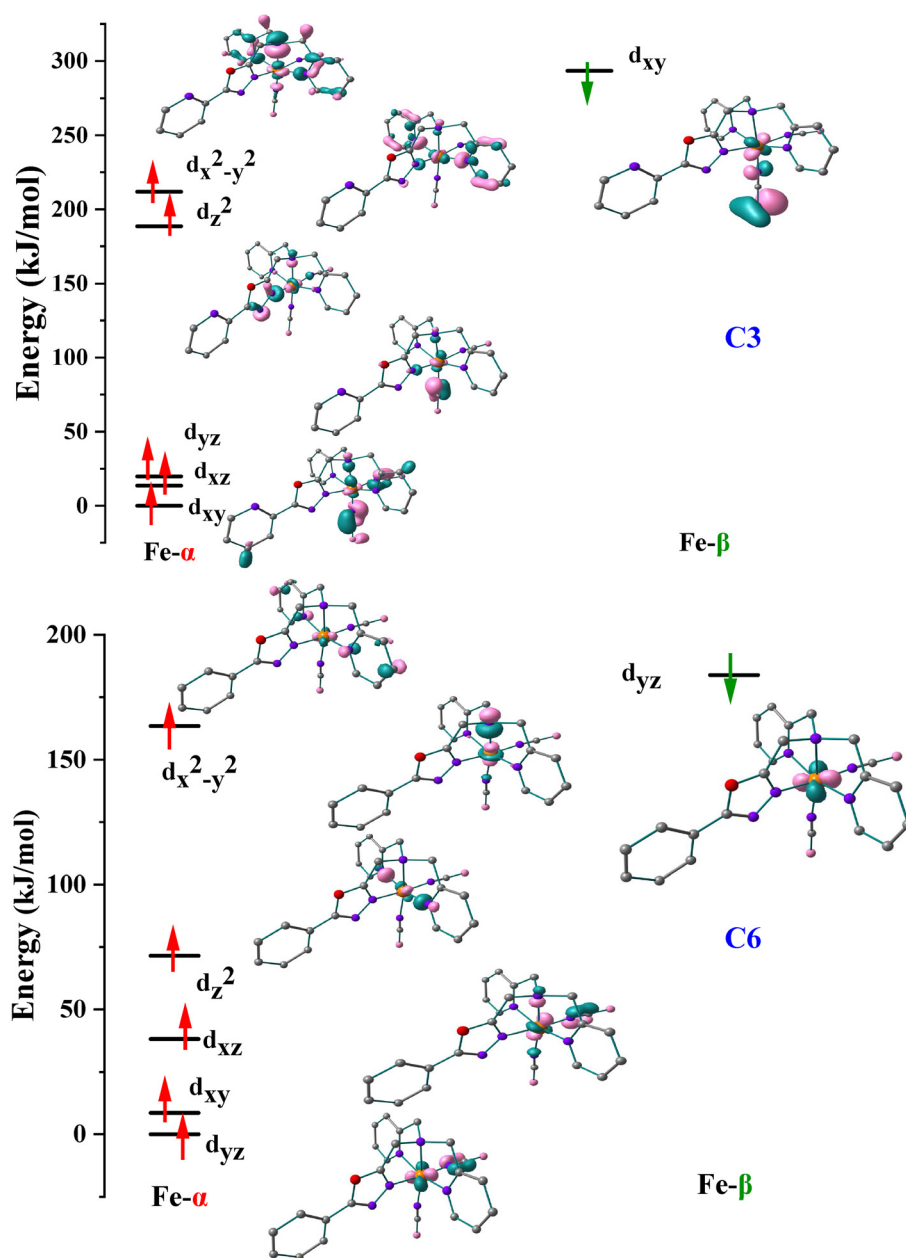 300
250
200
150
100
50
0
Energy (kJ/mol)
dx²-y²
dz²
dyz
dxz
dxy
Fe-α
dxy
C3
Fe-β
200
150
100
50
0
Energy (kJ/mol)
dx²-y²
dz²
dxz
dxy
dyz
Fe-α
dyz
C6
Fe-β